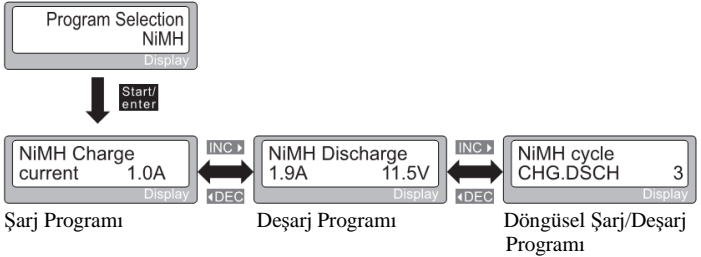 Program Selection
NiMH
Display
Start/
enter
NiMH Charge
current 1.0A
Display
INC ▶
◀DEC
NiMH Discharge
1.9A 11.5V
Display
INC ▶
◀DEC
NiMH cycle
CHG.DSCH 3
Display
Şarj Programı
Deşarj Programı
Döngüsel Şarj/Deşarj
Programı